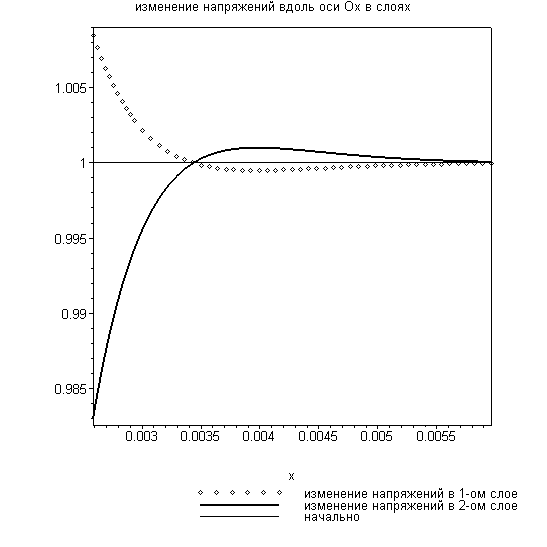 изменение напряжений вдоль оси Ox в слоях
1.005
1
0.995
0.99
0.985
0.003 0.0035 0.004 0.0045 0.005 0.0055
x
изменение напряжений в 1-ом слое
изменение напряжений в 2-ом слое
начально